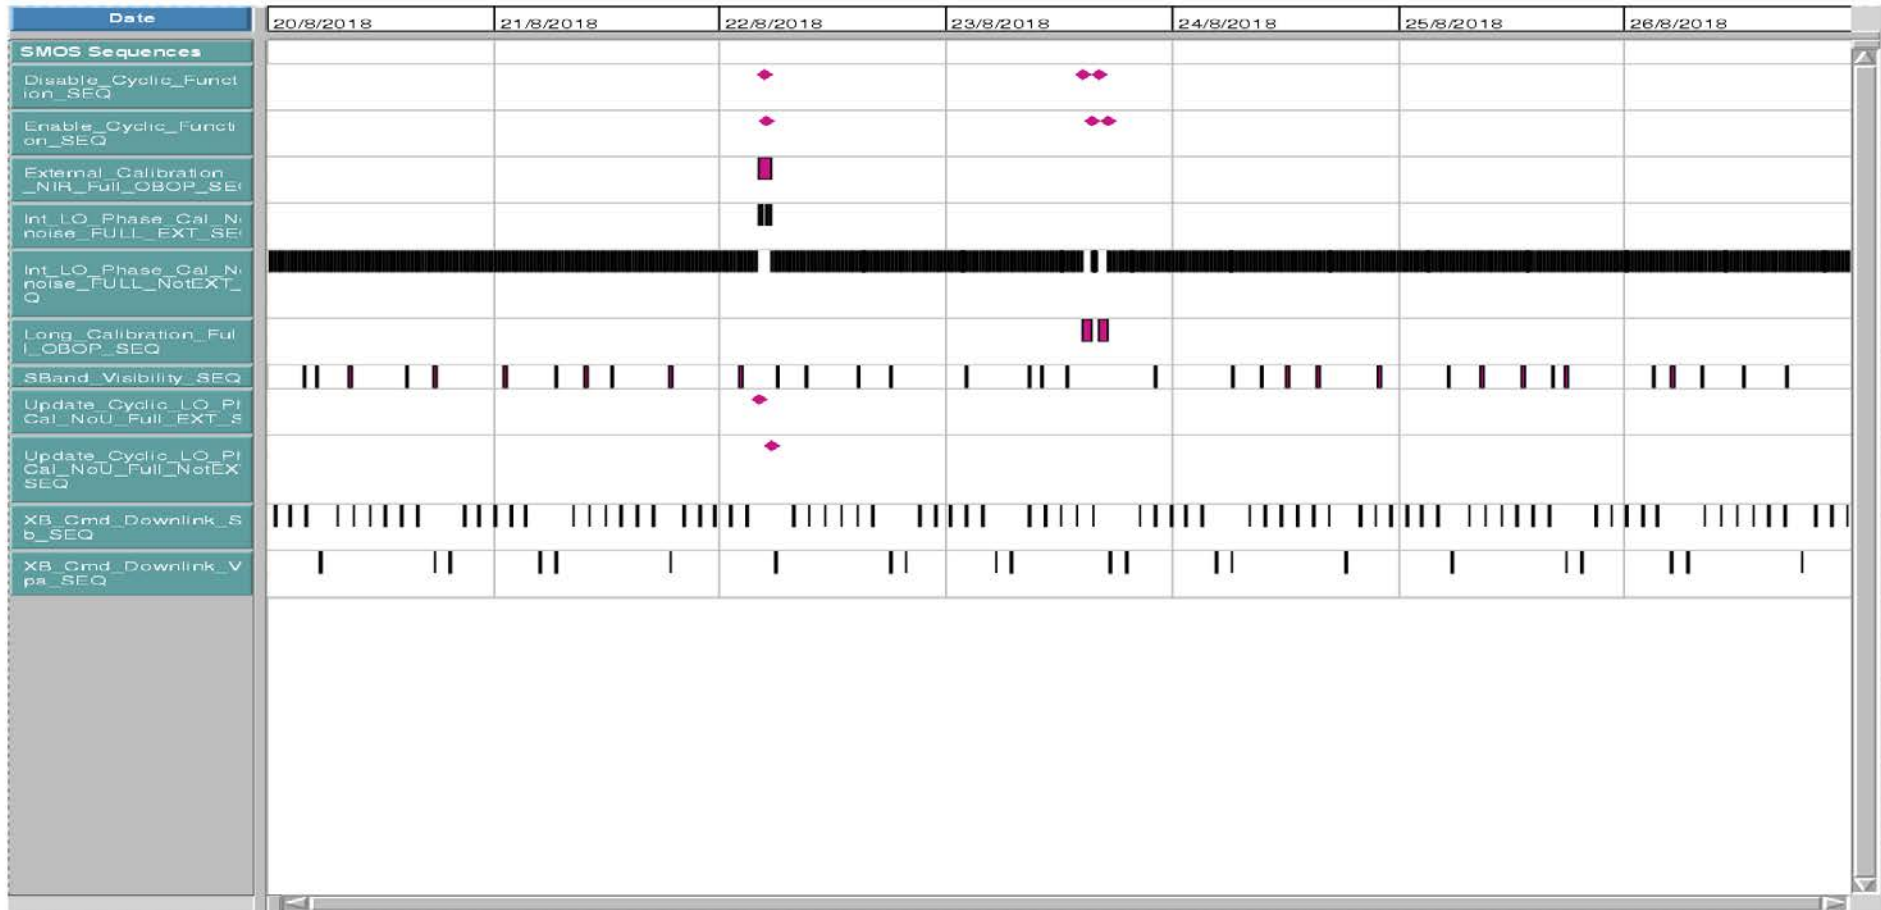 Date
20/8/2018 21/8/2018 22/8/2018 23/8/2018 24/8/2018 25/8/2018 26/8/2018
SMOS Sequences
Disable_Cyclic_Funct
ion_SEQ
Enable_Cyclic_Functi
on_SEQ
External_Calibration
_NIR_Full_OBOP_SE
Int_LO_Phase_Cal_N
noise_FULL_EXT_SE
Int_LO_Phase_Cal_N
noise_FULL_NotEXT_
Q
Long_Calibration_Ful
l_OBOP_SEQ
SBand_Visibility_SEQ
Update_Cyclic_LO_P
Cal_NoU_Full_EXT_S
Update_Cyclic_LO_P
Cal_NoU_Full_NotEX
SEQ
XB_Cmd_Downlink_S
b_SEQ
XB_Cmd_Downlink_V
pa_SEQ